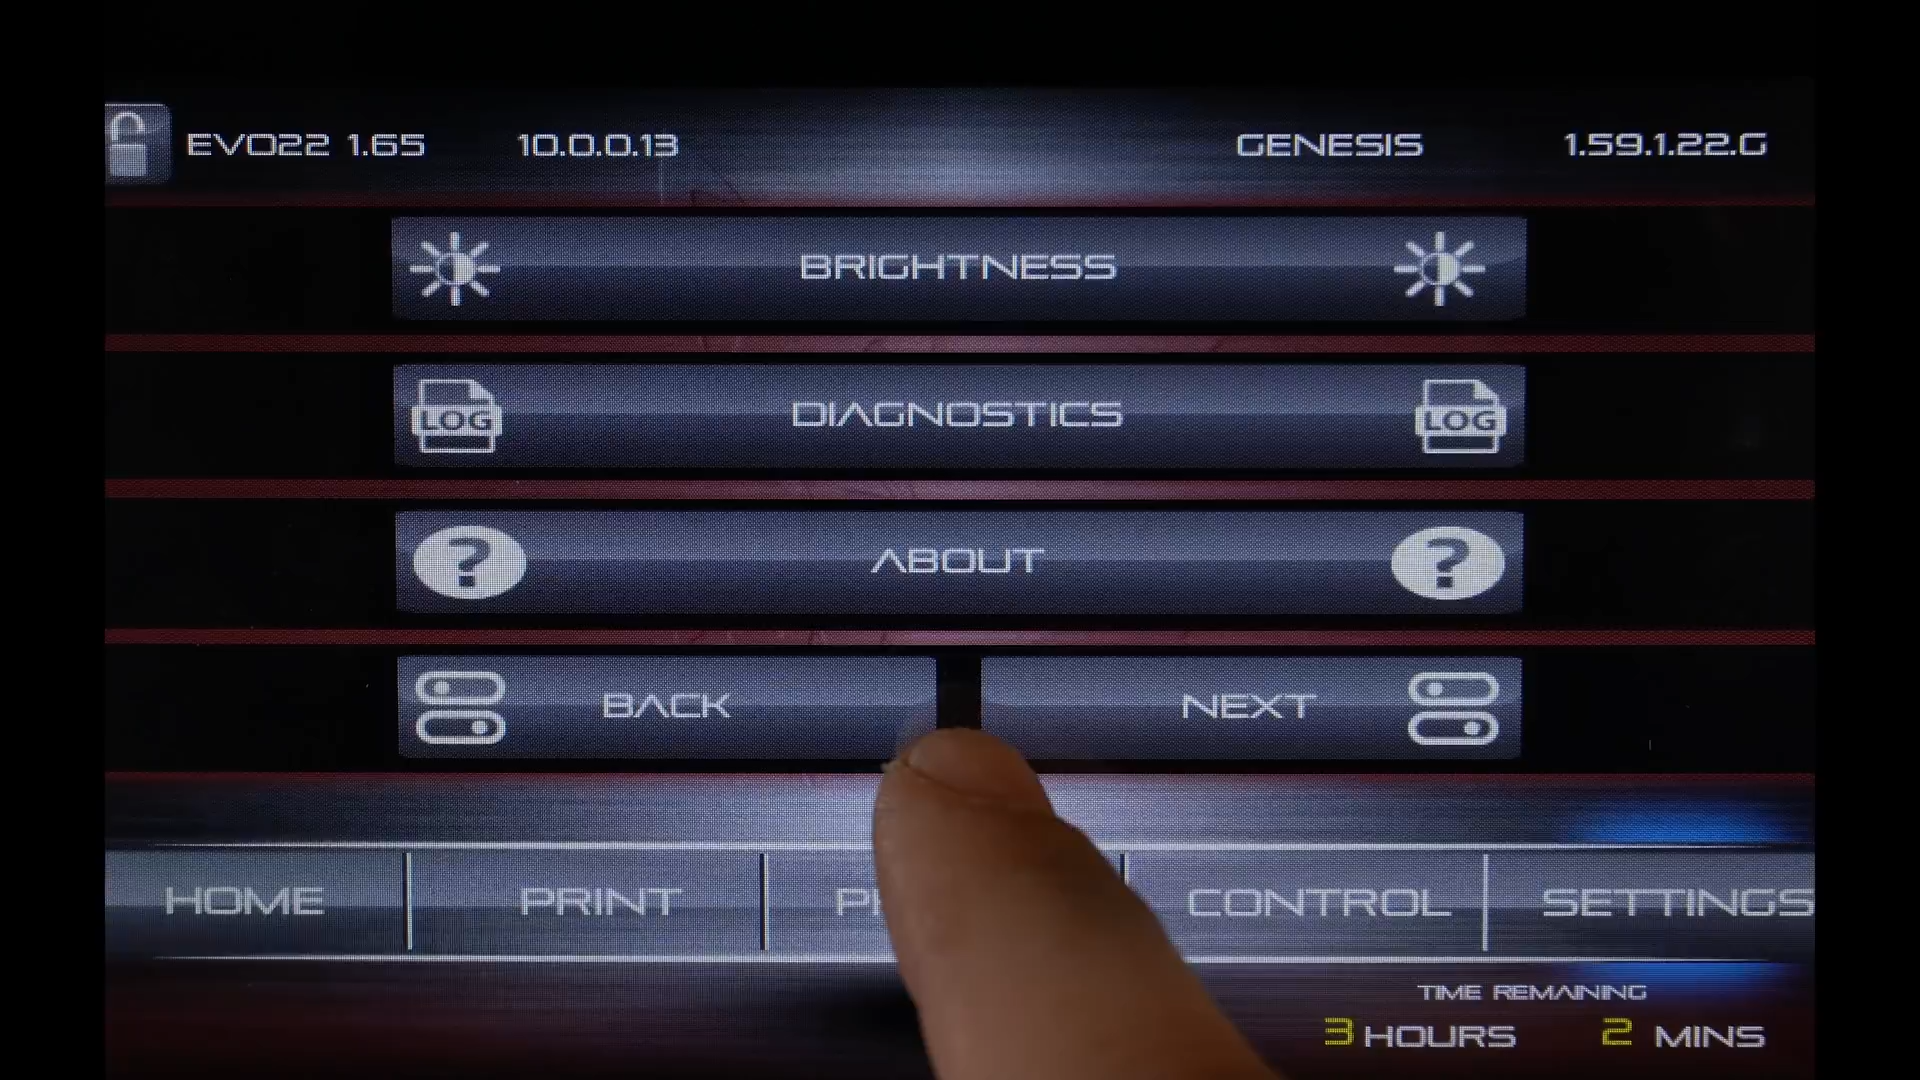 EVO22 1.65 10.0.0.13 GENESIS 1.59.1.22.G
BRIGHTNESS
LOG DIAGNOSTICS LOG
? ABOUT ?
BACK NEXT
HOME PRINT CONTROL SETTINGS
TIME REMAINING
3 HOURS 2 MINS